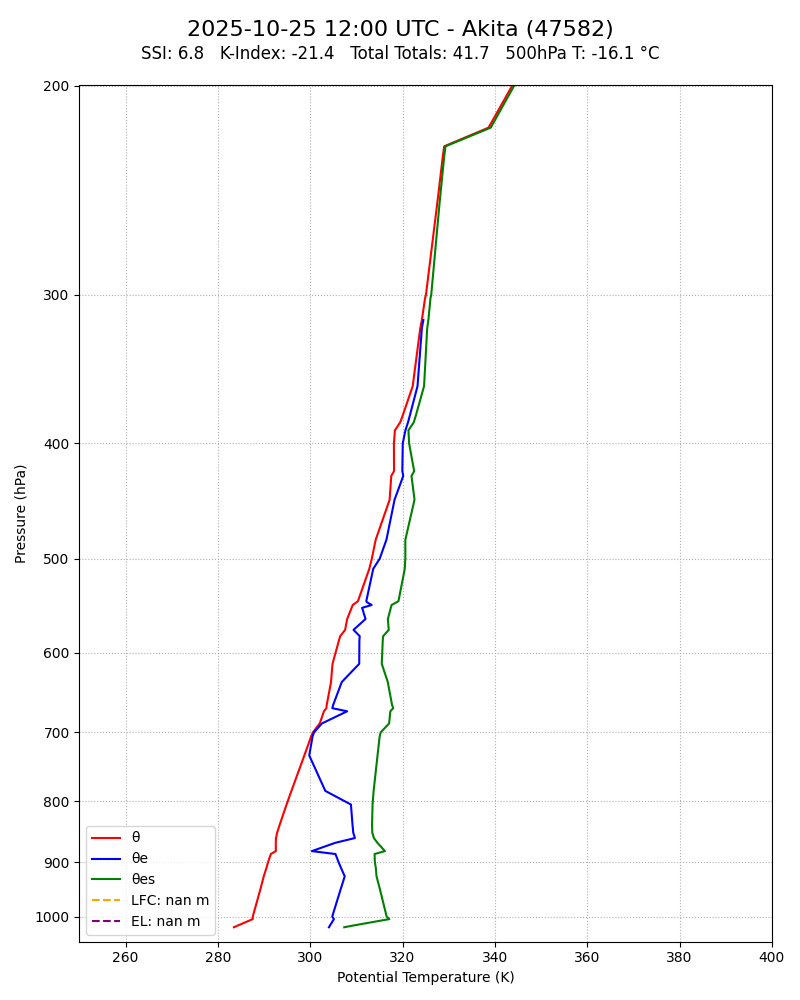 2025-10-25 12:00 UTC - Akita (47582)
SSI: 6.8 K-Index: -21.4 Total Totals: 41.7 500hPa T: -16.1 °C
200
300
400
500
600
700
800
900
1000
Pressure (hPa)
θ
θe
θes
LFC: nan m
EL: nan m
260 280 300 320 340 360 380 400
Potential Temperature (K)